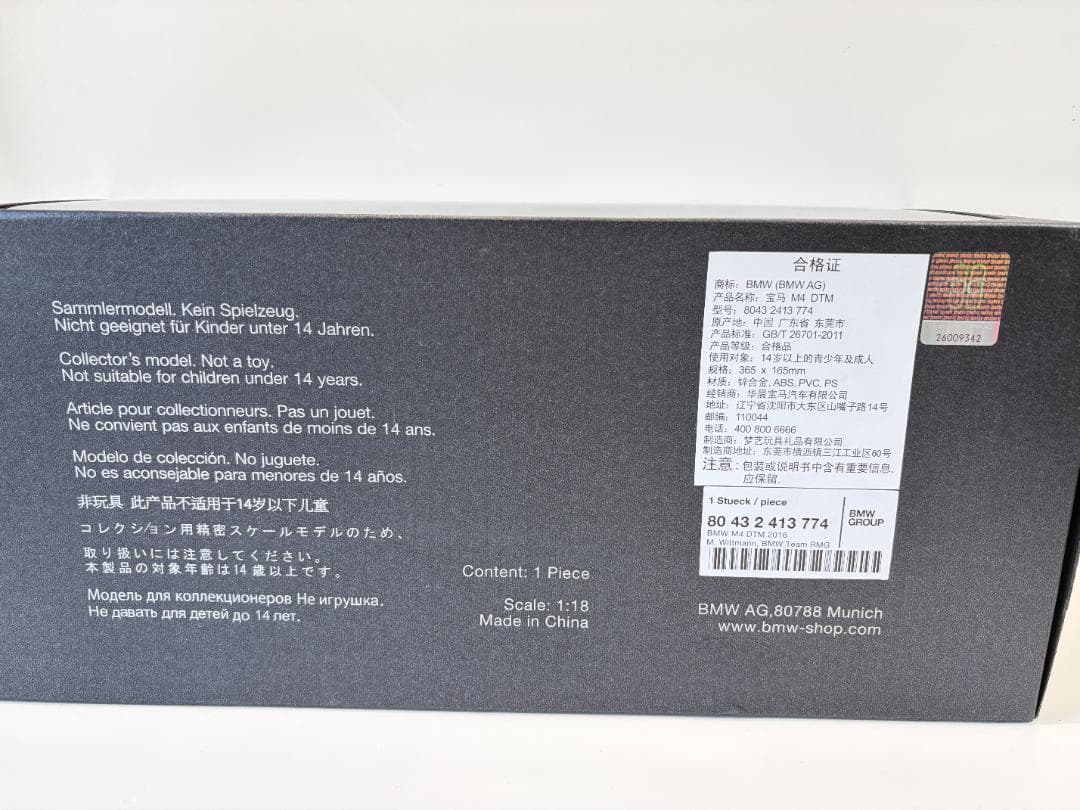 Sammlermodell. Kein Spielzeug.
Nicht geeignet für Kinder unter 14 Jahren.
Collector's model. Not a toy.
Not suitable for children under 14 years.
Article pour collectionneurs. Pas un jouet.
Ne convient pas aux enfants de moins de 14 ans.
Modelo de colección. No juguete.
No es aconsejable para menores de 14 años.
非玩具 此产品不适用于14岁以下儿童
コレクション用精密スケールモデルのため、
取り扱いには注意してください。
本製品の対象年齢は14歳以上です。
Модель для коллекционеров Не игрушка.
Не давать для детей до 14 лет.
Content: 1 Piece
Scale: 1:18
Made in China
合格证
商标: BMW (BMW AG)
产品名称: 宝马 M4 DTM
型号: 8043 2413 774
原产地: 中国 广东省 东莞市
产品标准: GB/T 26701-2011
产品等级: 合格品
使用对象: 14岁以上的青少年及成人
规格: 365 x 165mm
材质: 锌合金, ABS, PVC, PS
经销商: 华晨宝马汽车有限公司
地址: 辽宁省沈阳市大东区山嘴子路14号
邮编: 110044
电话: 400 800 6666
制造商: 梦艺玩具礼品有限公司
制造商地址: 东莞市横沥镇三江工业区60号
注意: 包装或说明书中含有重要信息,
应保留.
26009342
1 Stueck / piece
80 43 2 413 774
BMW M4 DTM 2016
M. Wittmann, BMW Team RMG
BMW
GROUP
BMW AG,80788 Munich
www.bmw-shop.com